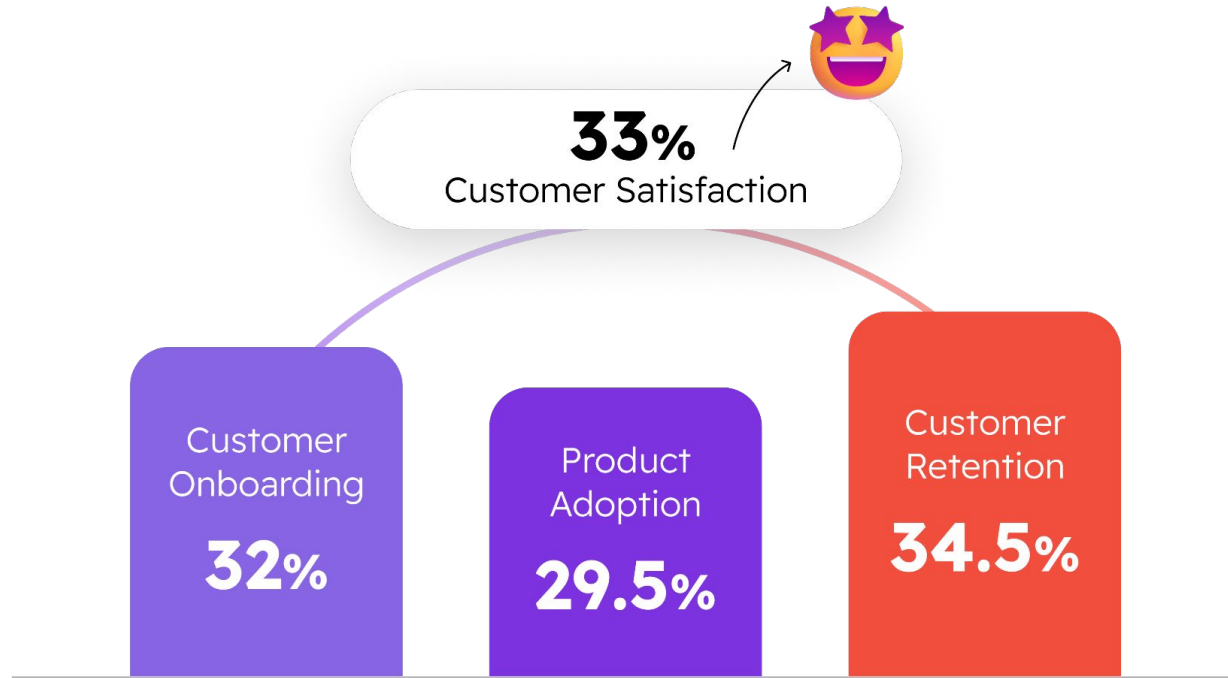 33%
Customer Satisfaction
Customer
Onboarding
32%
Product
Adoption
29.5%
Customer
Retention
34.5%